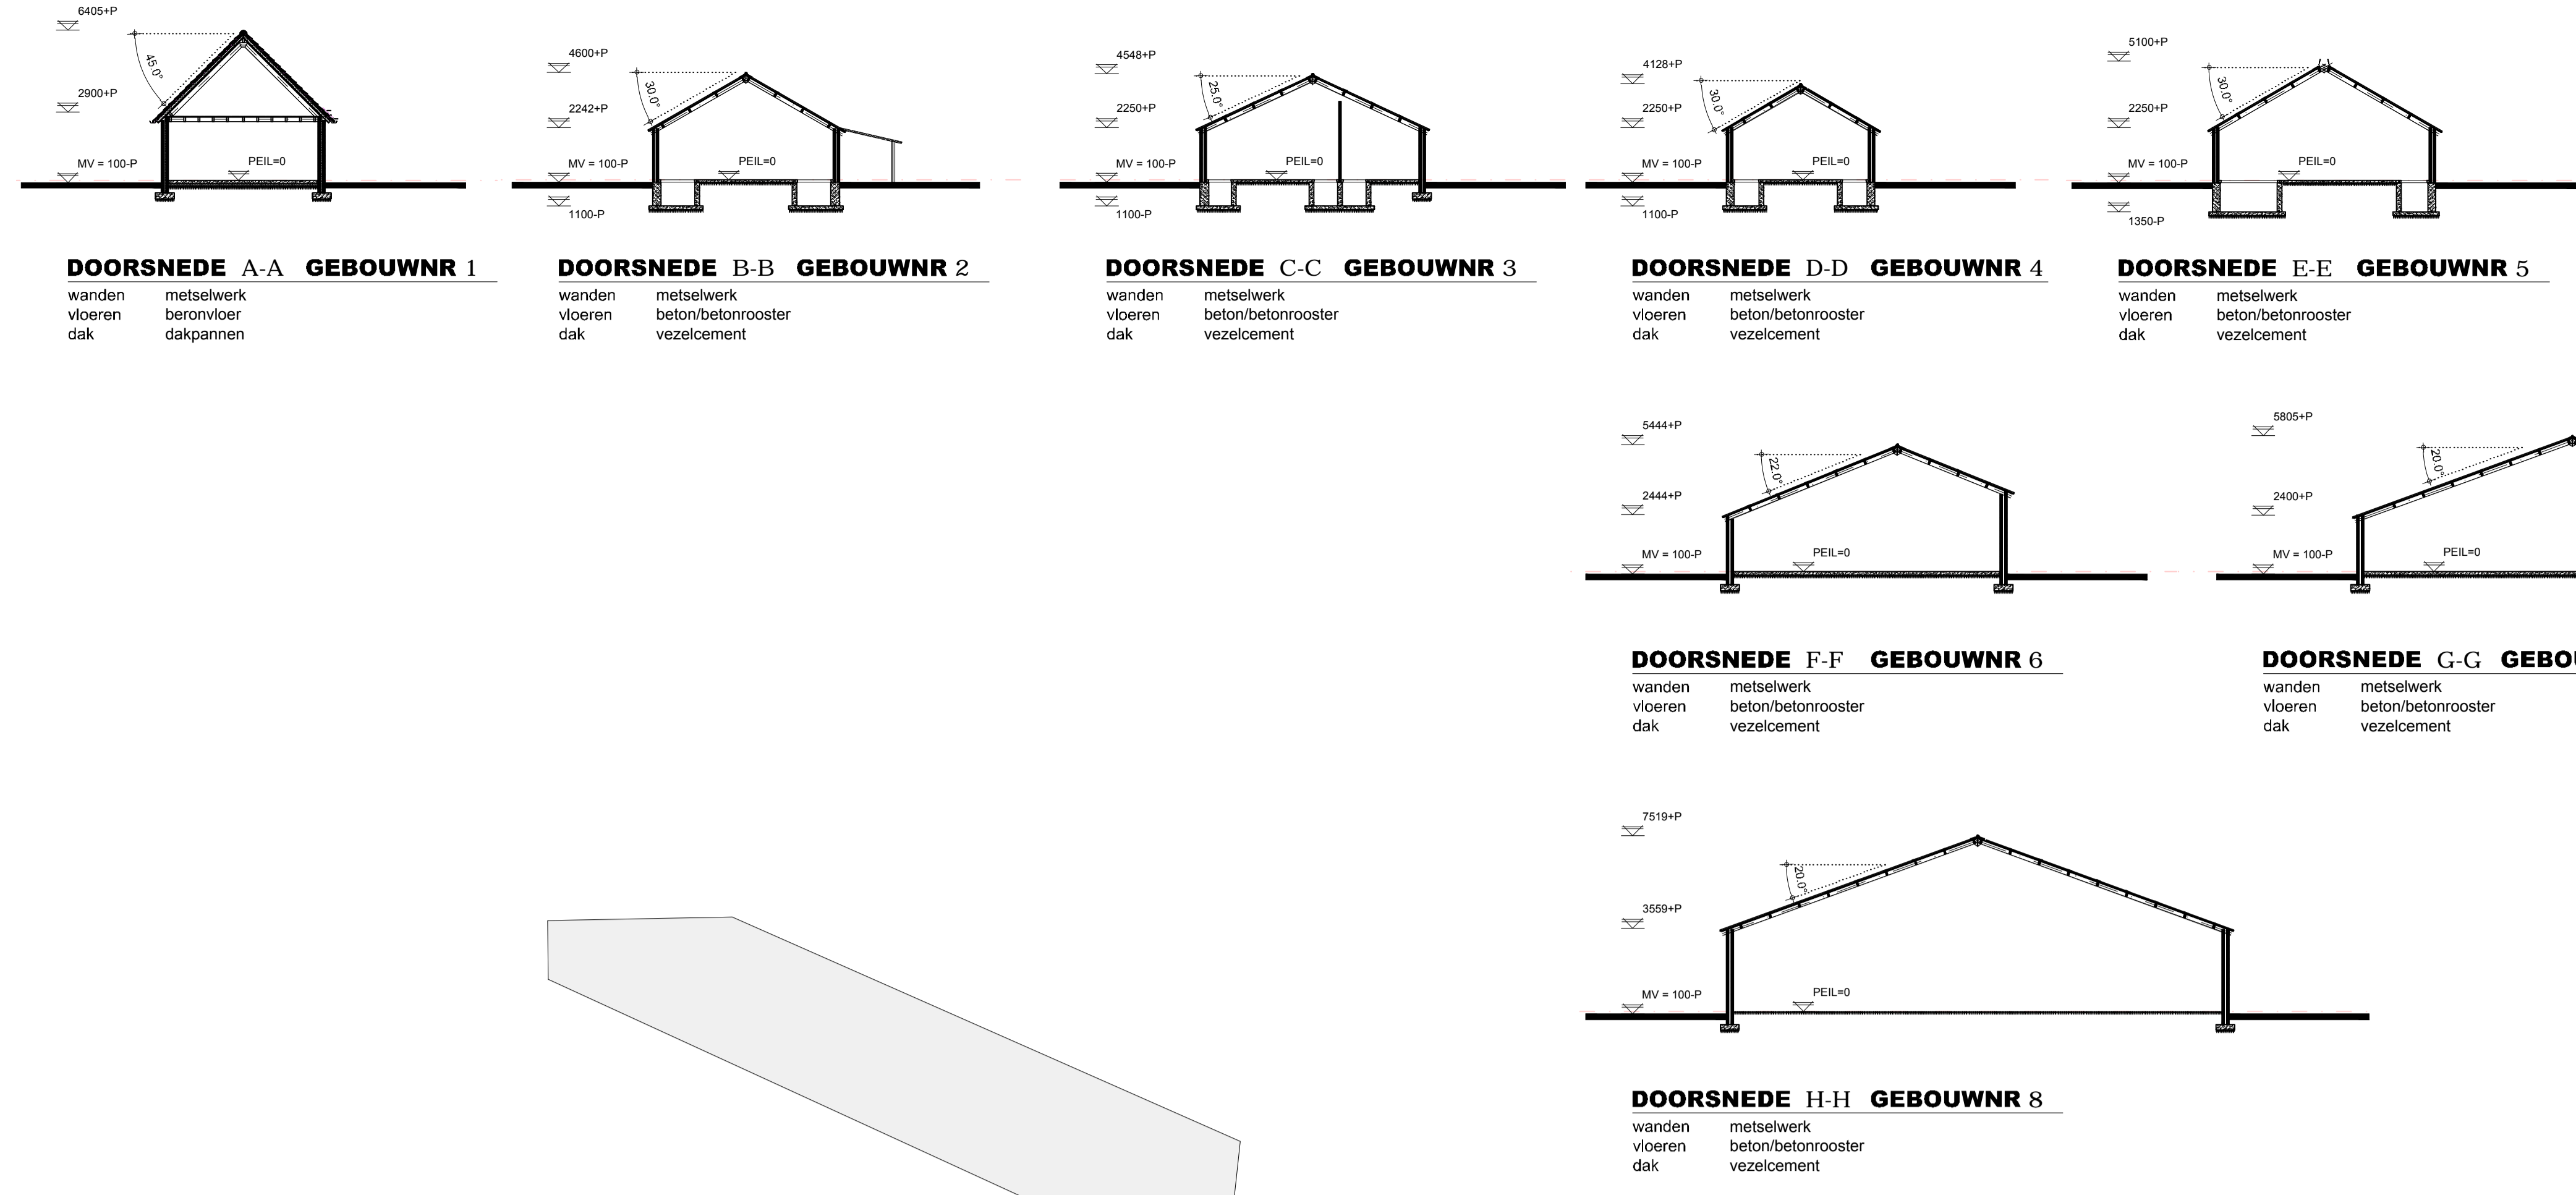 6405+P
45.0°
2900+P
MV = 100-P
PEIL=0
DOORSNEDE A-A GEBOUWNR 1
wanden metselwerk
vloeren beronvloer
dak dakpannen
4600+P
30.0°
2242+P
MV = 100-P
PEIL=0
1100-P
DOORSNEDE B-B GEBOUWNR 2
wanden metselwerk
vloeren beton/betonrooster
dak vezelcement
4548+P
25.0°
2250+P
MV = 100-P
PEIL=0
1100-P
DOORSNEDE C-C GEBOUWNR 3
wanden metselwerk
vloeren beton/betonrooster
dak vezelcement
4128+P
30.0°
2250+P
MV = 100-P
PEIL=0
1100-P
DOORSNEDE D-D GEBOUWNR 4
wanden metselwerk
vloeren beton/betonrooster
dak vezelcement
5100+P
30.0°
2250+P
MV = 100-P
PEIL=0
1350-P
DOORSNEDE E-E GEBOUWNR 5
wanden metselwerk
vloeren beton/betonrooster
dak vezelcement
5444+P
22.0°
2444+P
MV = 100-P
PEIL=0
DOORSNEDE F-F GEBOUWNR 6
wanden metselwerk
vloeren beton/betonrooster
dak vezelcement
5805+P
20.0°
2400+P
MV = 100-P
PEIL=0
DOORSNEDE G-G
wanden metselwerk
vloeren beton/betonrooster
dak vezelcement
7519+P
20.0°
3559+P
MV = 100-P
PEIL=0
DOORSNEDE H-H GEBOUWNR 8
wanden metselwerk
vloeren beton/betonrooster
dak vezelcement